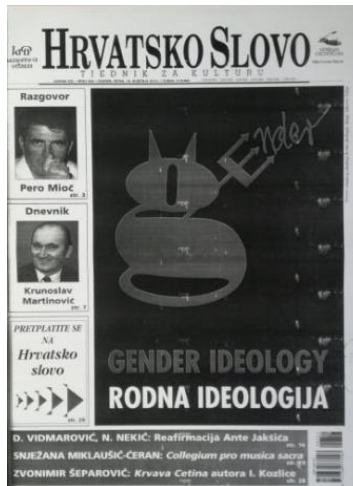 HRVATSKO SLOVO
TJEDNIK ZA KULTURU
Razgovor
Pero Mioč
str. 3
Dnevnik
Krunoslav
Martinović
str. 7
PRETPLATITE SE
NA
Hrvatsko
slovo
str. 28
ender
GENDER IDEOLOGY
RODNA IDEOLOGIJA
D. VIDMAROVIĆ, N. NEKIĆ: Reafirmacija Ante Jakšića
SNJEŽANA MIKLAUŠIĆ-ĆERAN: Collegium pro musica sacra
ZVONIMIR ŠEPAROVIĆ: Krvava Cetina autora I. Kozlice